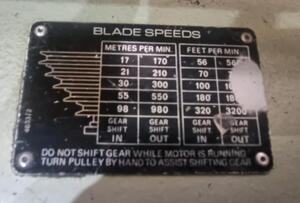 BLADE SPEEDS
METRES PER MIN. FEET PER MIN.
17 170 56
21 210 70
30 300 100
55 550 180
98 980 320 3200
GEAR SHIFT IN GEAR SHIFT OUT GEAR SHIFT IN GEAR SHIFT OUT
DO NOT SHIFT GEAR WHILE MOTOR IS RUNNING
TURN PULLEY BY HAND TO ASSIST SHIFTING GEAR